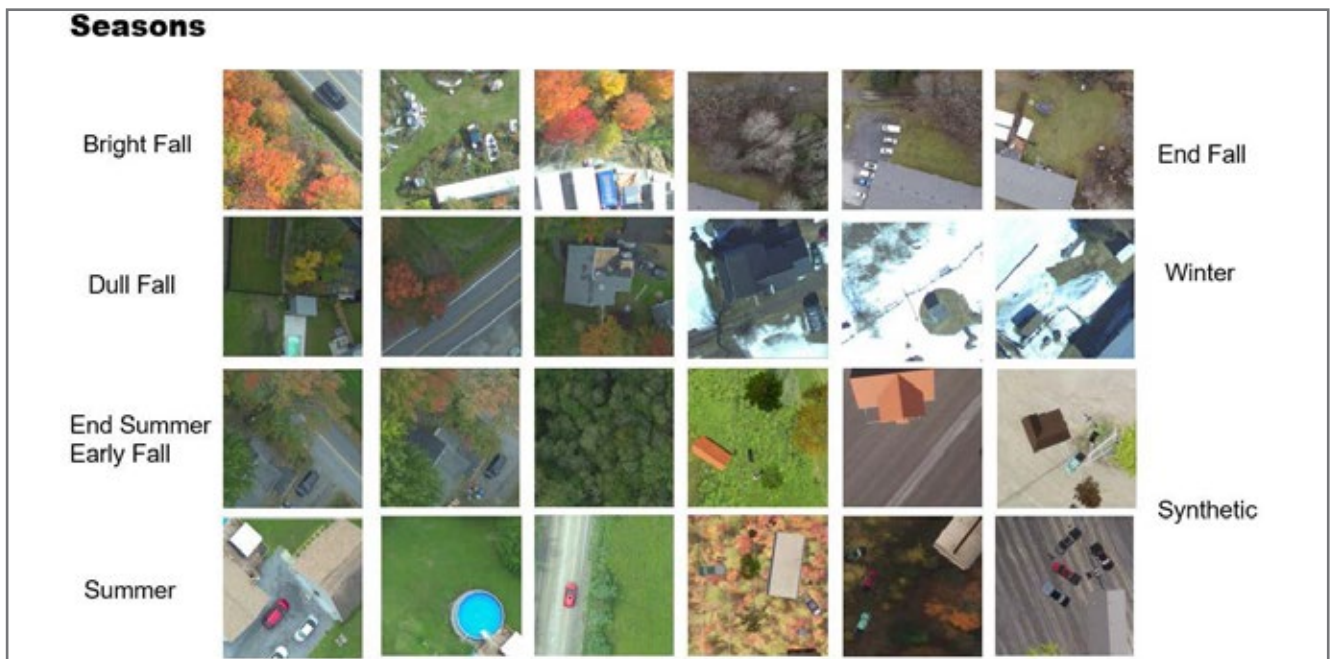 Seasons
Bright Fall
End Fall
Dull Fall
Winter
End Summer
Early Fall
Synthetic
Summer